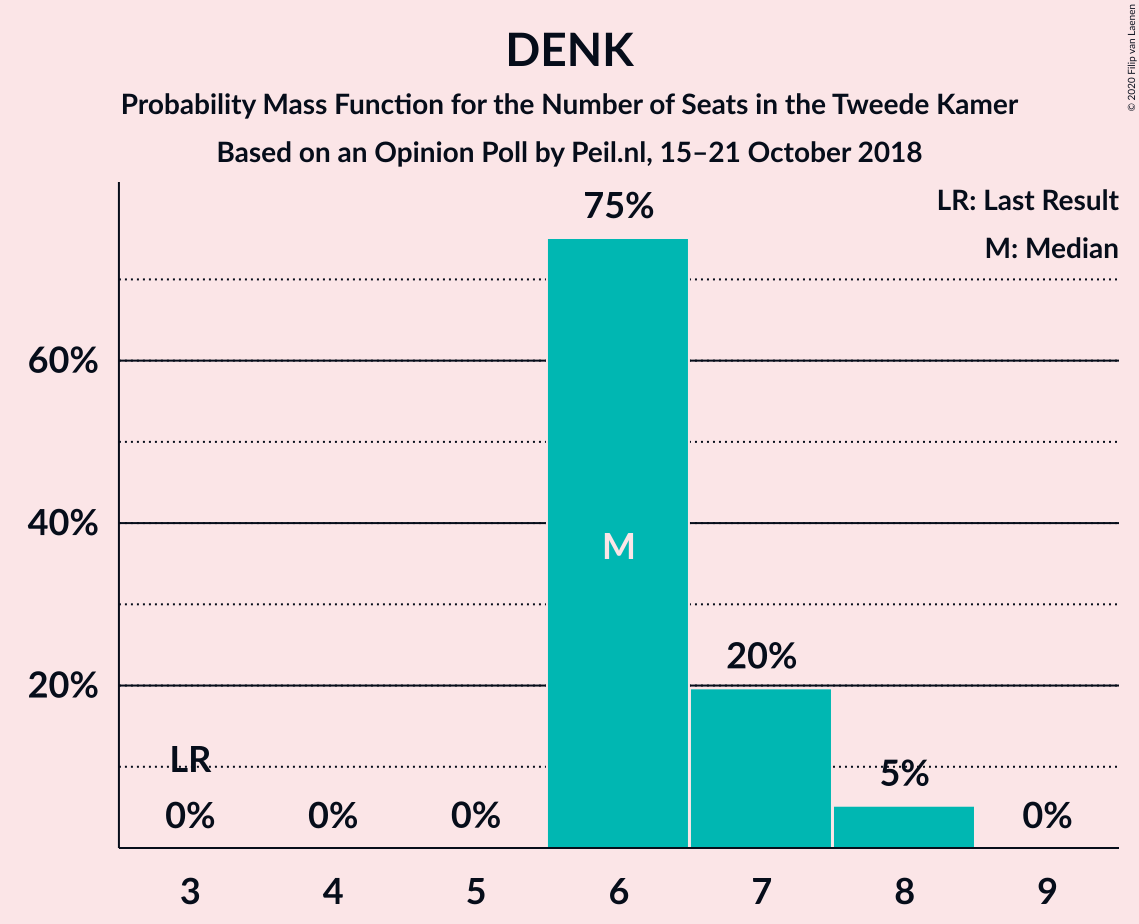 DENK
Probability Mass Function for the Number of Seats in the Tweede Kamer
Based on an Opinion Poll by Peil.nl, 15–21 October 2018
© 2020 Filip van Laenen
LR: Last Result
M: Median
75%
60%
40%
M
20%
20%
LR
5%
0% 0% 0% 0%
3 4 5 6 7 8 9